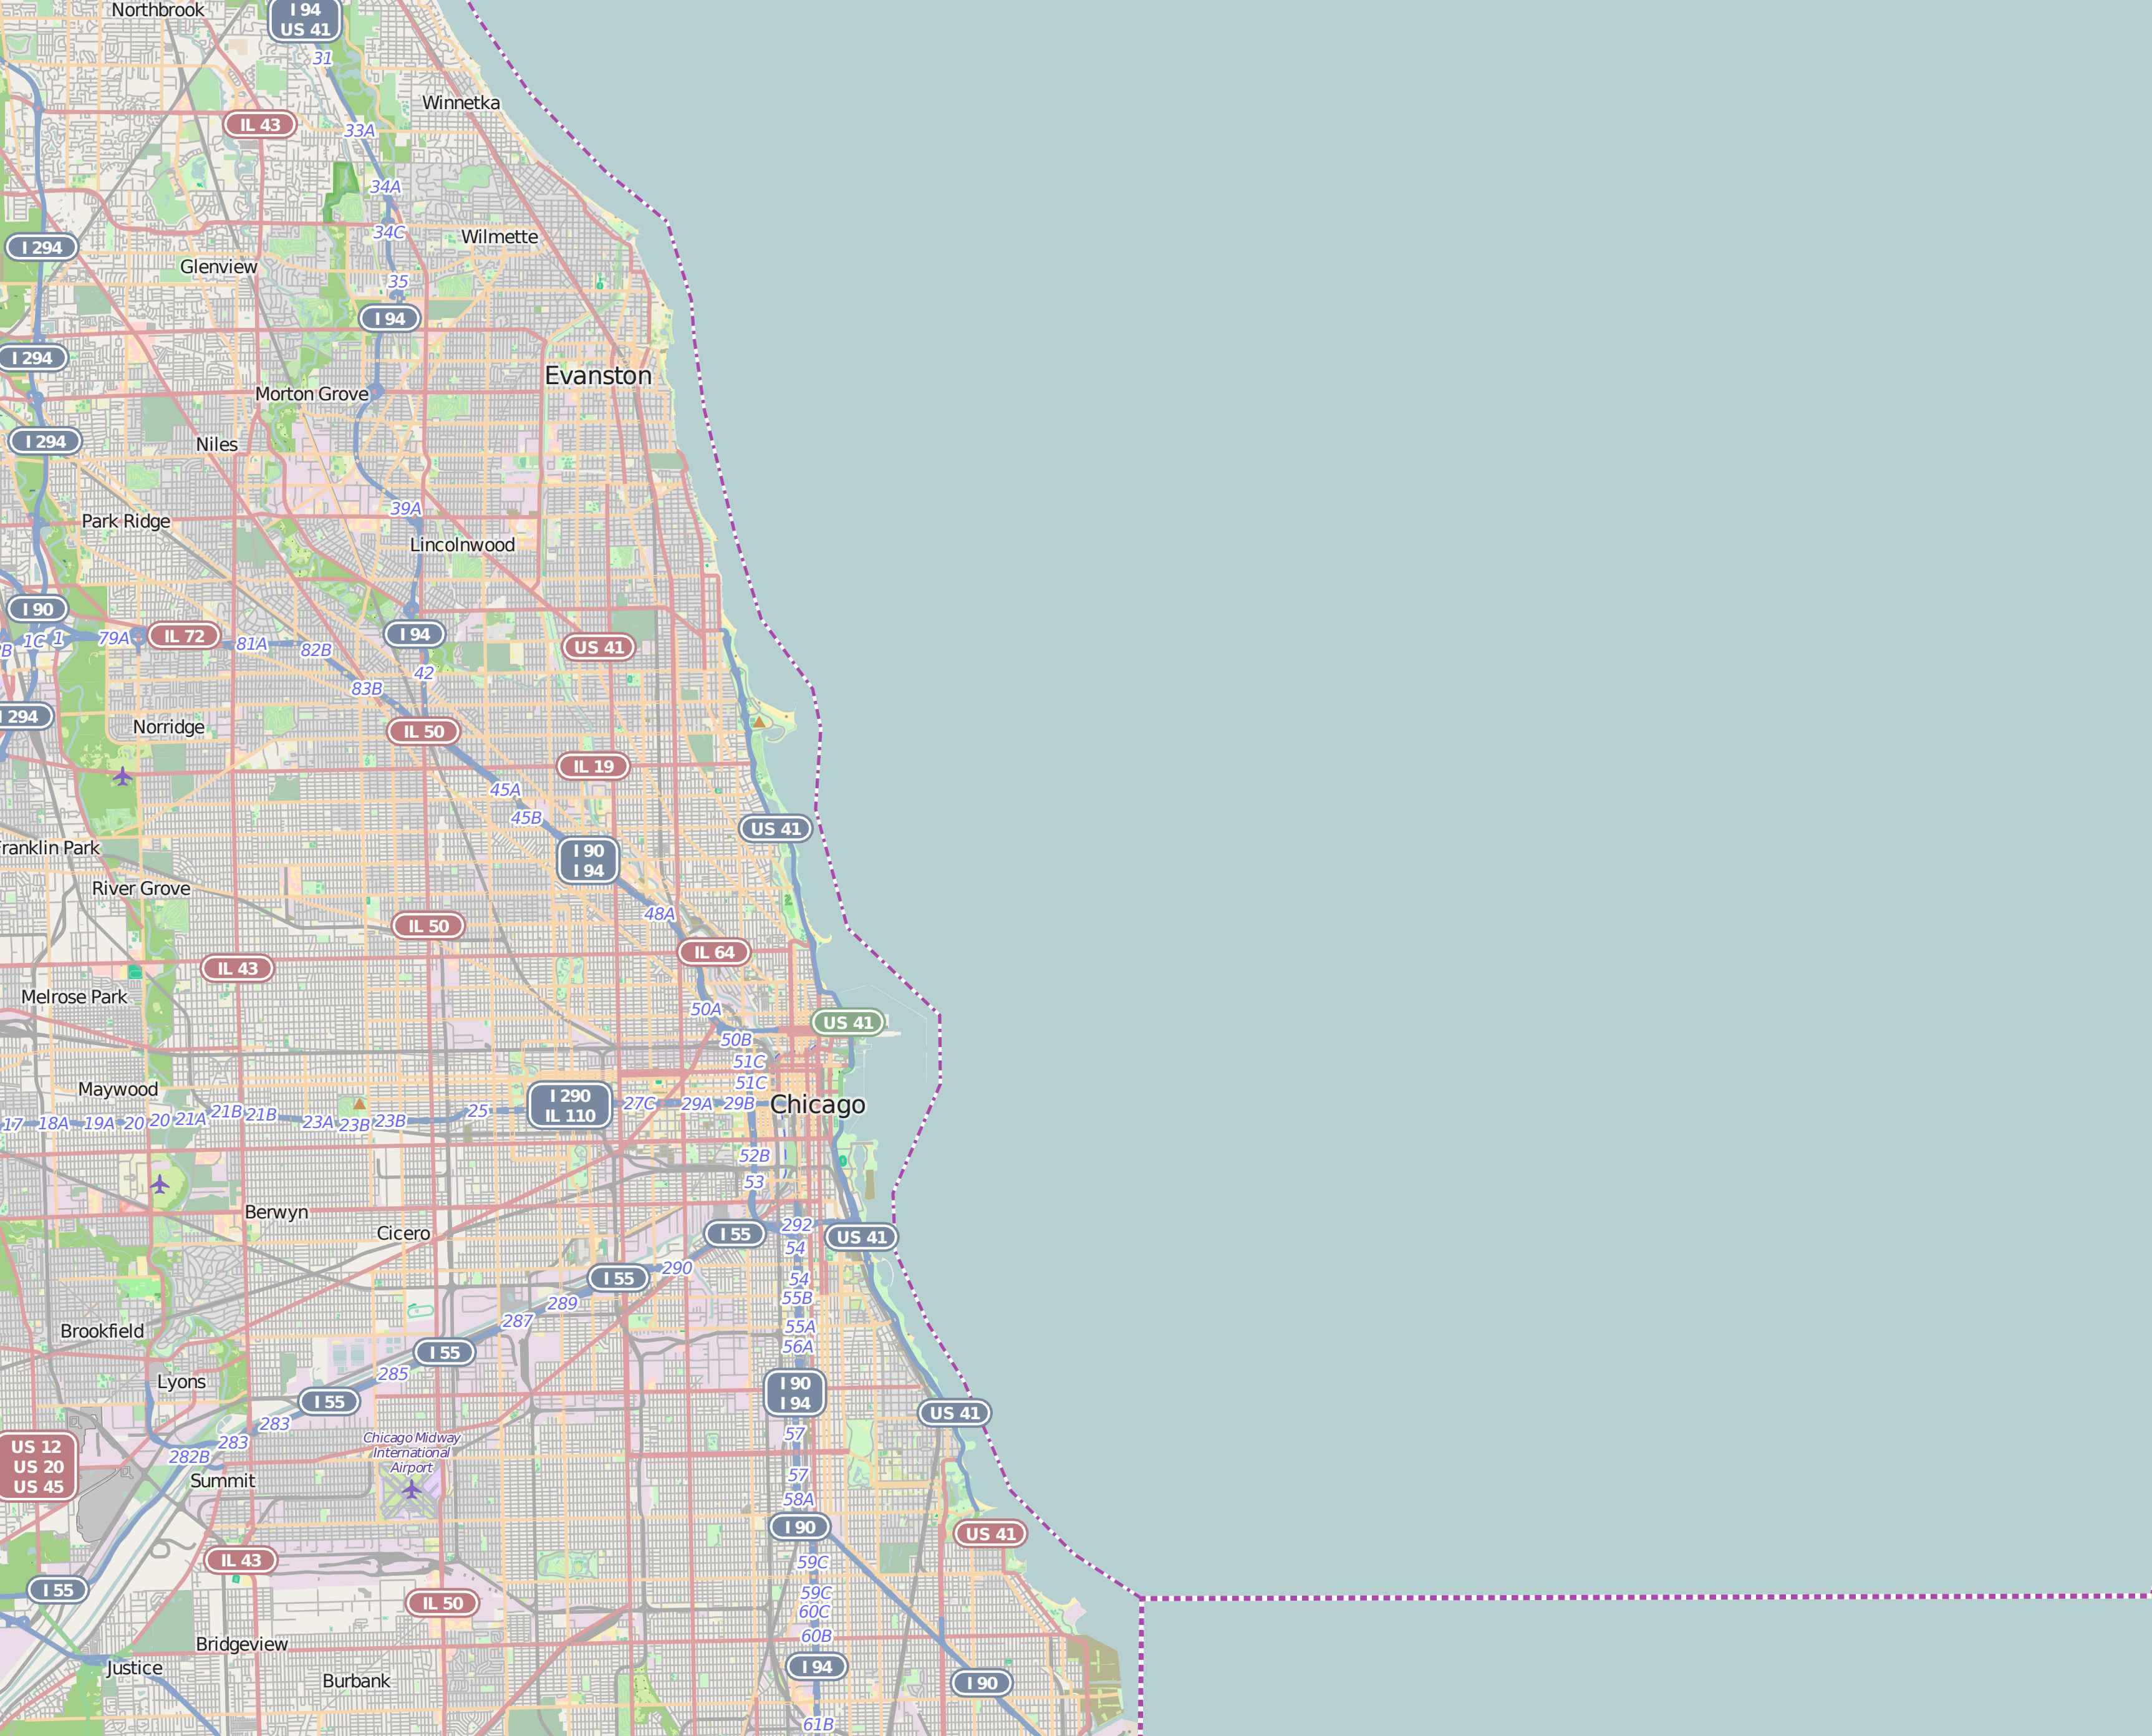 Northbrook
I 94
US 41
31
Winnetka
IL 43
33A
34A
34C
Wilmette
I 294
Glenview
35
I 94
I 294
Evanston
Morton Grove
I 294
Niles
39A
Park Ridge
Lincolnwood
I 90
I 94
IL 72
1C
1
79A
81A
82B
US 41
42
83B
I 294
Norridge
IL 50
IL 19
45A
45B
US 41
Franklin Park
I 90
I 94
River Grove
48A
IL 50
IL 64
IL 43
Melrose Park
50A
US 41
50B
51C
51C
Maywood
I 290
IL 110
27C
29A
29B
Chicago
17
18A
19A
20
20
21A
21B
21B
23A
23B
23B
25
52B
53
Berwyn
Cicero
I 55
292
US 41
54
290
I 55
54
55B
289
287
55A
Brookfield
56A
I 55
285
Lyons
I 55
I 90
I 94
US 41
283
283
282B
57
Chicago Midway
International
Airport
US 12
US 20
US 45
Summit
57
58A
I 90
US 41
IL 43
59C
I 55
59C
IL 50
60C
60B
Bridgeview
Justice
I 94
Burbank
I 90
61B